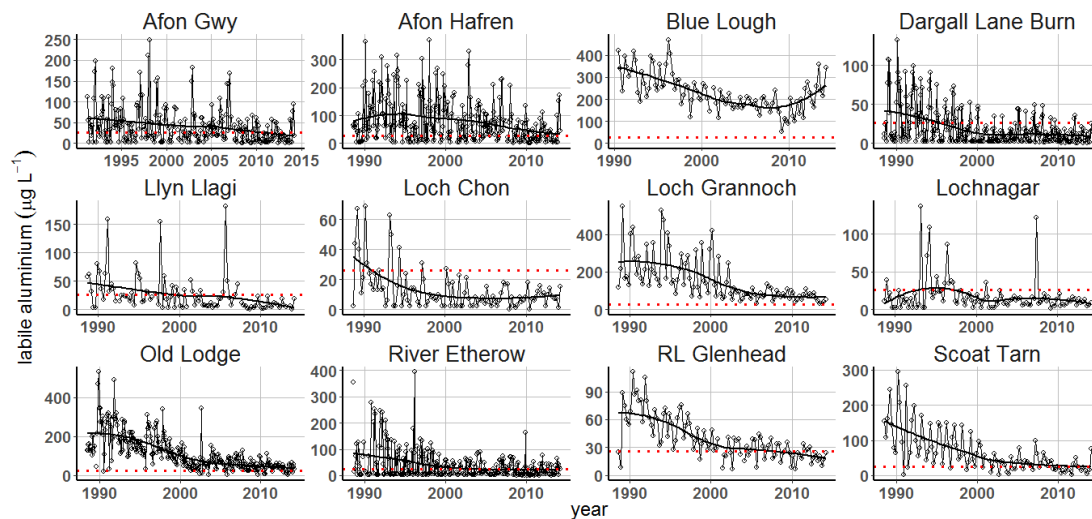 Afon Gwy
Afon Hafren
Blue Lough
Dargall Lane Burn
250
200
150
100
50
0
1995 2000 2005 2010 2015
300
200
100
0
1990 2000 2010
400
300
200
100
0
1990 2000 2010
100
50
0
1990 2000 2010
Llyn Llagi
Loch Chon
Loch Grannoch
Lochnagar
150
100
50
0
1990 2000 2010
60
40
20
0
1990 2000 2010
400
200
0
1990 2000 2010
100
50
0
1990 2000 2010
Old Lodge
River Etherow
RL Glenhead
Scoat Tarn
400
200
0
1990 2000 2010
400
300
200
100
0
1990 2000 2010
90
60
30
0
1990 2000 2010
300
200
100
0
1990 2000 2010
labile aluminium (µg L⁻¹)
year